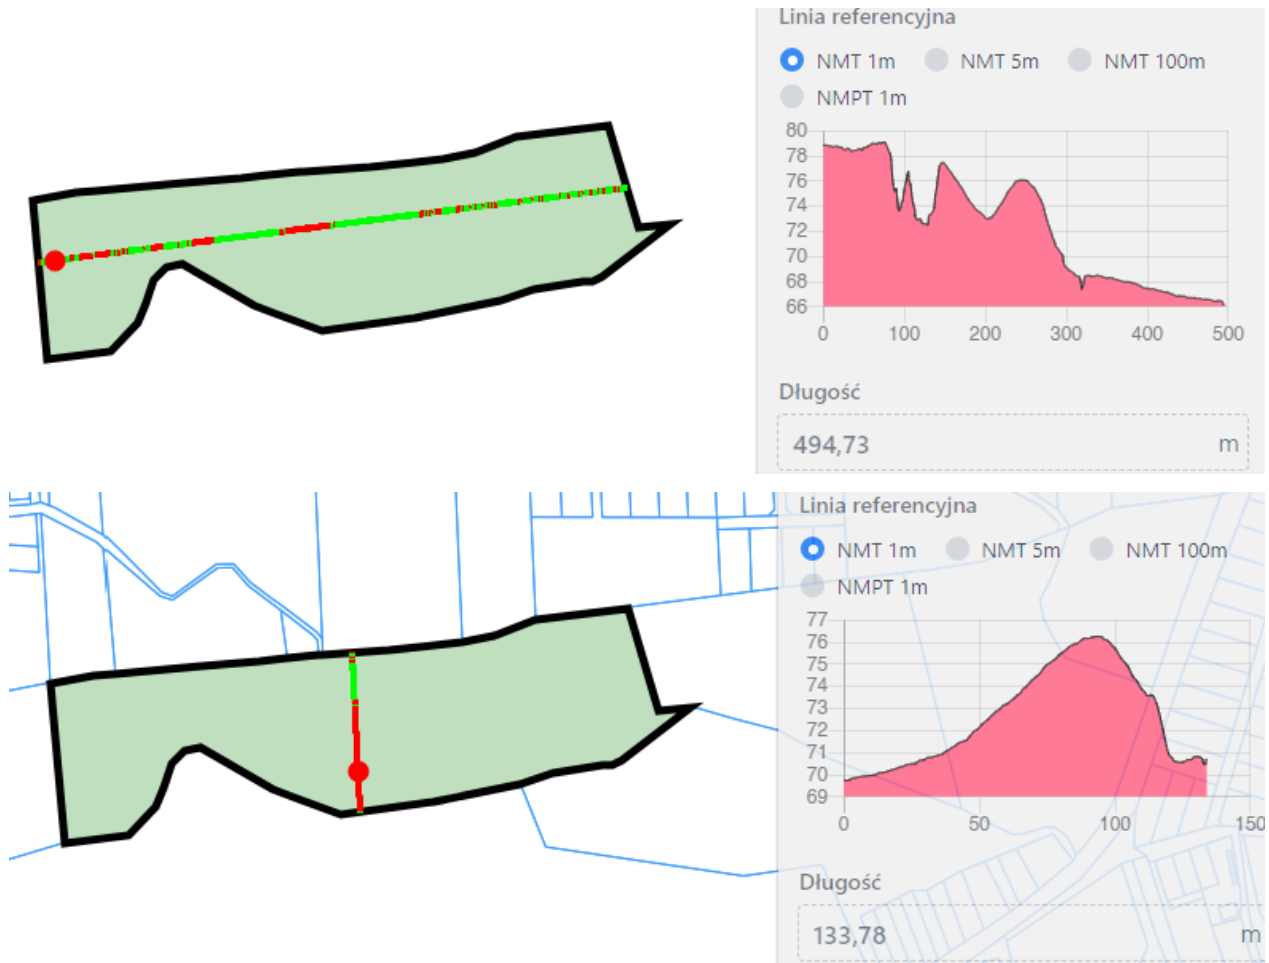 Linia referencyjna
NMT 1m NMT 5m NMT 100m
NMPT 1m
80
78
76
74
72
70
68
66
0 100 200 300 400 500
Długość
494,73 m
Linia referencyjna
NMT 1m NMT 5m NMT 100m
NMPT 1m
77
76
75
74
73
72
71
70
69
0 50 100 150
Długość
133,78 m